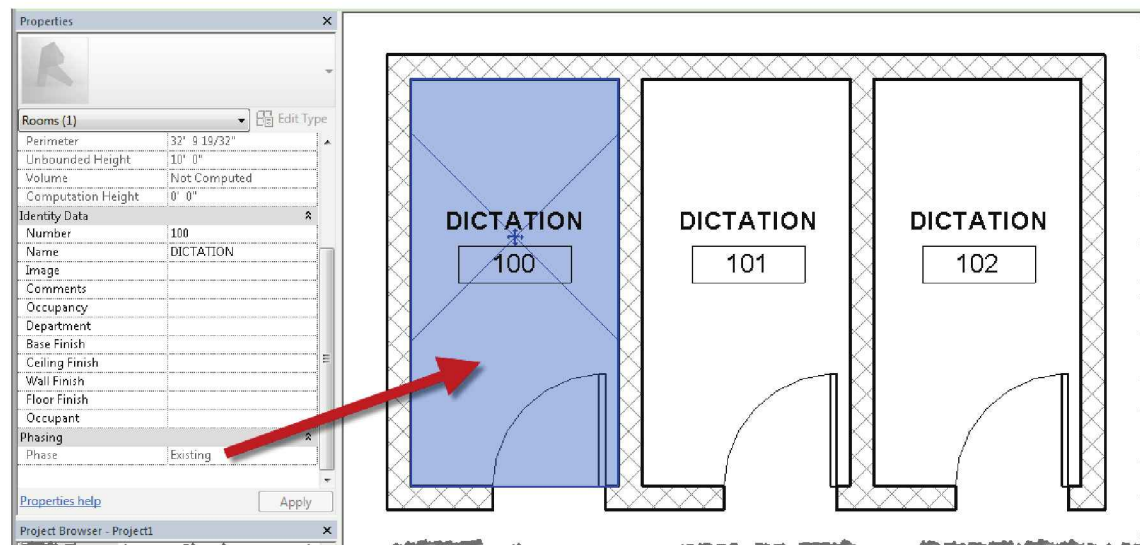 Properties
Rooms (1)
Edit Type
Perimeter 32' 9 19/32"
Unbounded Height 10' 0"
Volume Not Computed
Computation Height 0' 0"
Identity Data
Number 100
Name DICTATION
Image
Comments
Occupancy
Department
Base Finish
Ceiling Finish
Wall Finish
Floor Finish
Occupant
Phasing
Phase Existing
Properties help
Apply
Project Browser - Project1
DICTATION
100
DICTATION
101
DICTATION
102